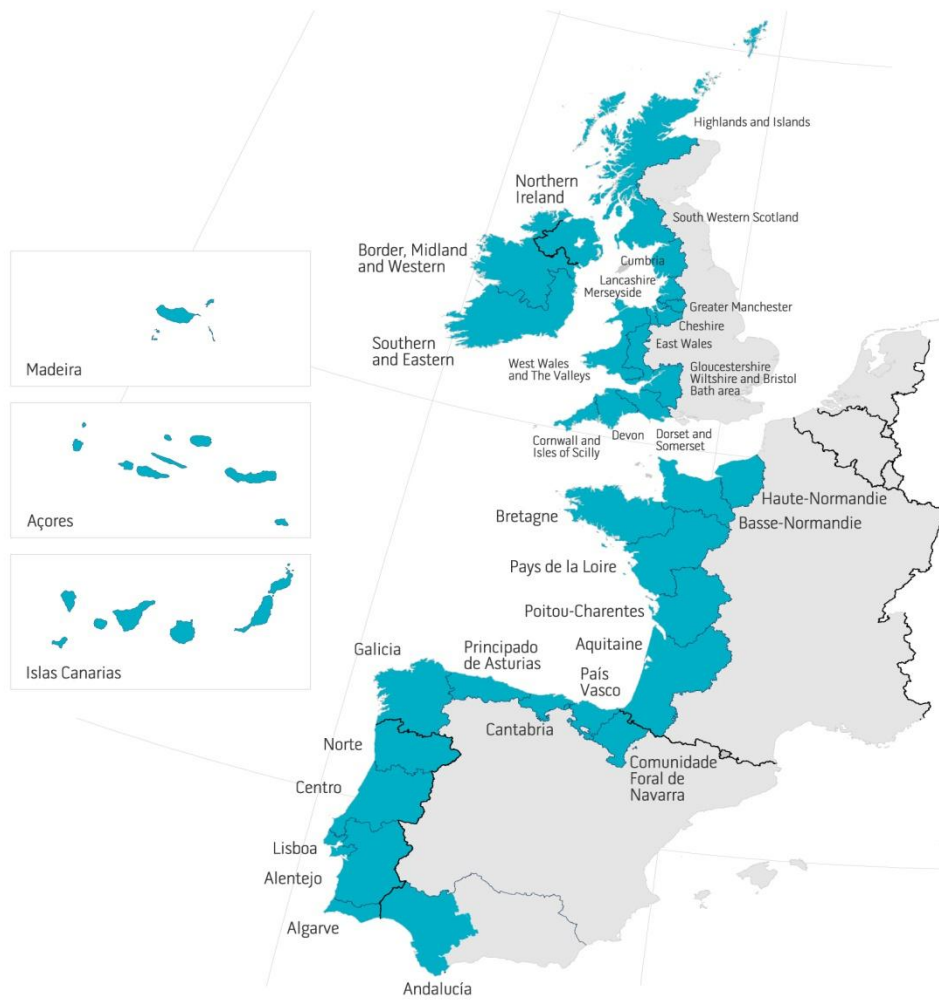 Highlands and Islands
Northern
Ireland
South Western Scotland
Border, Midland
and Western
Cumbria
Lancashire
Merseyside
Greater Manchester
Cheshire
East Wales
Southern
and Eastern
West Wales
and The Valleys
Gloucestershire
Wiltshire and Bristol
Bath area
Cornwall and
Isles of Scilly
Devon
Dorset and
Somerset
Madeira
Açores
Islas Canarias
Haute-Normandie
Basse-Normandie
Bretagne
Pays de la Loire
Poitou-Charentes
Aquitaine
País
Vasco
Principado
de Asturias
Galicia
Cantabria
Comunidade
Foral de
Navarra
Norte
Centro
Lisboa
Alentejo
Algarve
Andalucía